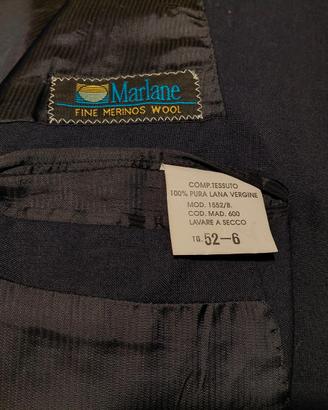 Marlane
FINE MERINOS WOOL
COMP.TESSUTO
100% PURA LANA VERGINE
MOD. 1552/B.
COD. MAD. 600
LAVARE A SECCO
TG. 52-6